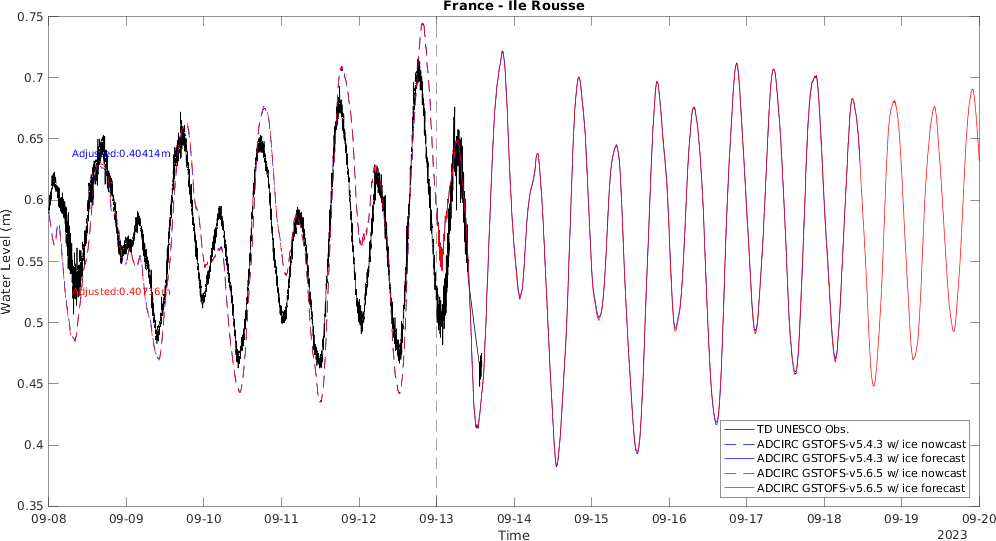 France - Ile Rousse
Water Level (m)
0.75
0.7
0.65
0.6
0.55
0.5
0.45
0.4
0.35
Adjusted:0.40414m
Adjusted:0.40736m
TD UNESCO Obs.
ADCIRC GSTOFS-v5.4.3 w/ ice nowcast
ADCIRC GSTOFS-v5.4.3 w/ ice forecast
ADCIRC GSTOFS-v5.6.5 w/ ice nowcast
ADCIRC GSTOFS-v5.6.5 w/ ice forecast
09-08 09-09 09-10 09-11 09-12 09-13 09-14 09-15 09-16 09-17 09-18 09-19 09-20
Time
2023